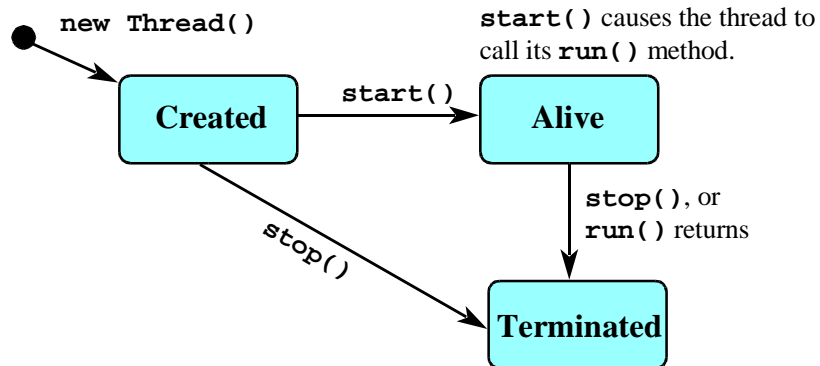 new Thread()
start() causes the thread to
call its run() method.
Created
start()
Alive
stop()
stop(), or
run() returns
Terminated